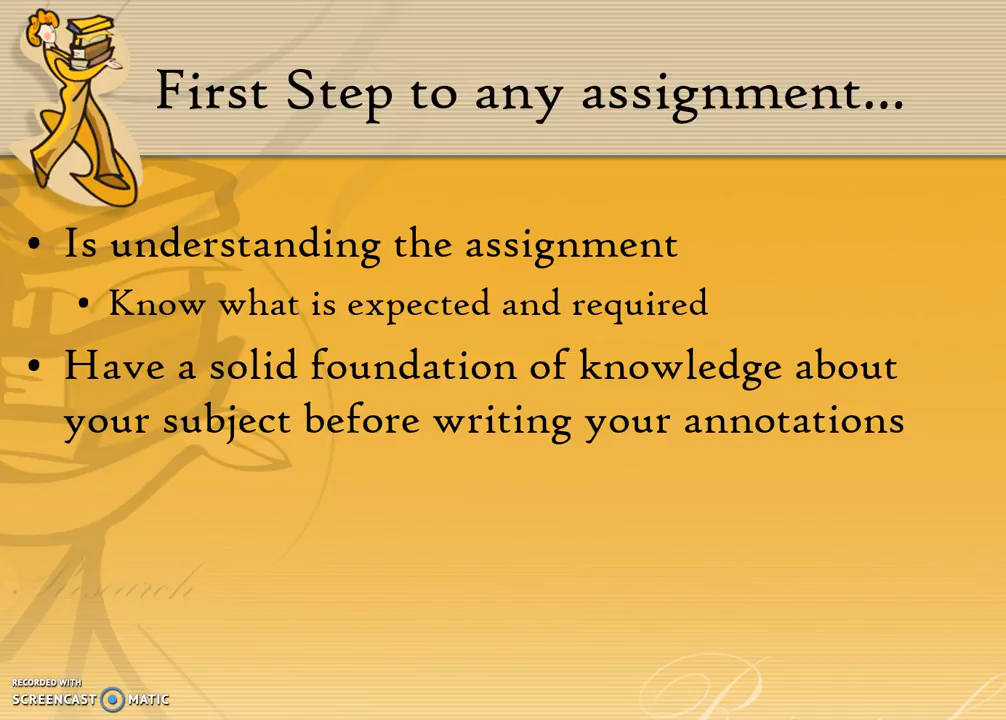 First Step to any assignment...
• Is understanding the assignment
• Know what is expected and required
• Have a solid foundation of knowledge about
your subject before writing your annotations
Research
RECORDED WITH
SCREENCAST MATIC